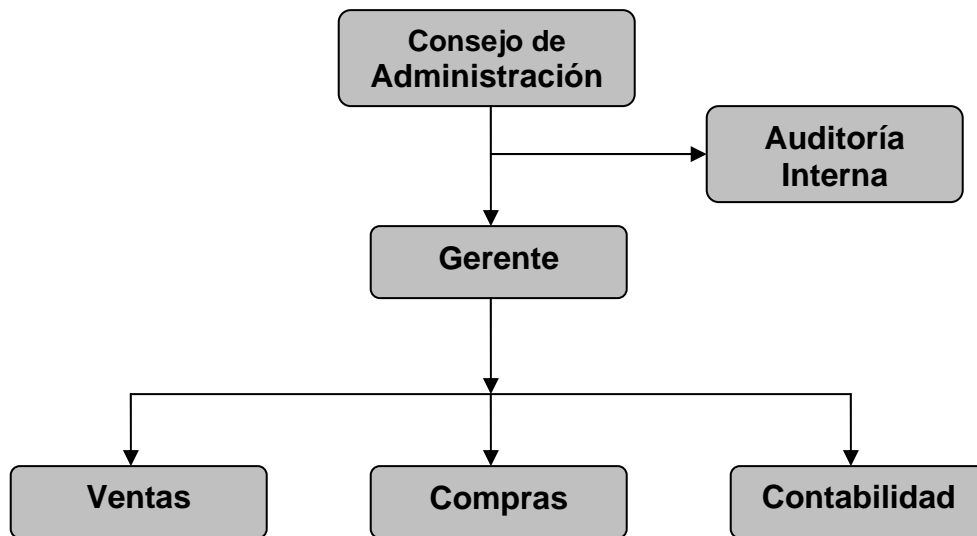 Consejo de
Administración
Auditoría
Interna
Gerente
Ventas
Compras
Contabilidad